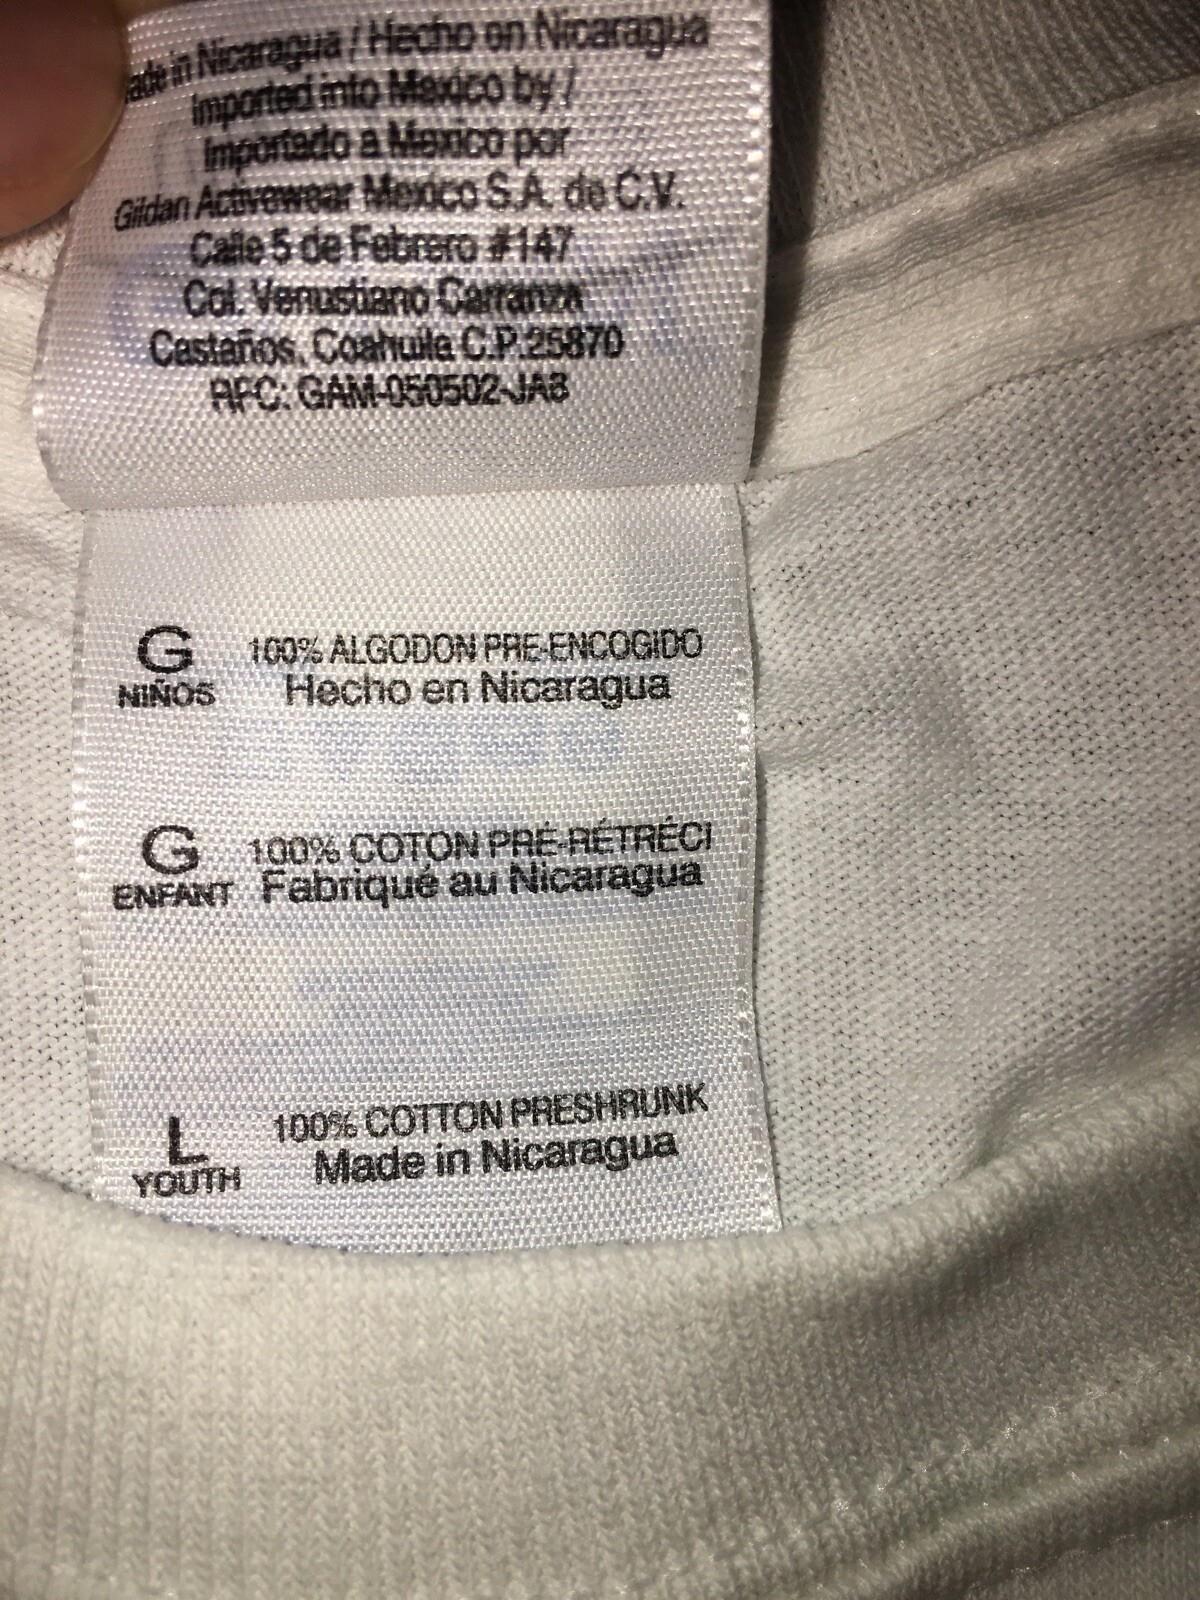 ade in Nicaragua / Hecho en Nicaragua
Imported into Mexico by /
Importado a Mexico por
Gildan Activewear Mexico S.A. de C.V.
Calle 5 de Febrero #147
Col. Venustiano Carranza
Castaños, Coahuila C.P.25870
RFC: GAM-050502-JA8
G 100% ALGODON PRE-ENCOGIDO
NIÑOS Hecho en Nicaragua
G 100% COTON PRÉ-RÉTRÉCI
ENFANT Fabriqué au Nicaragua
L 100% COTTON PRESHRUNK
YOUTH Made in Nicaragua